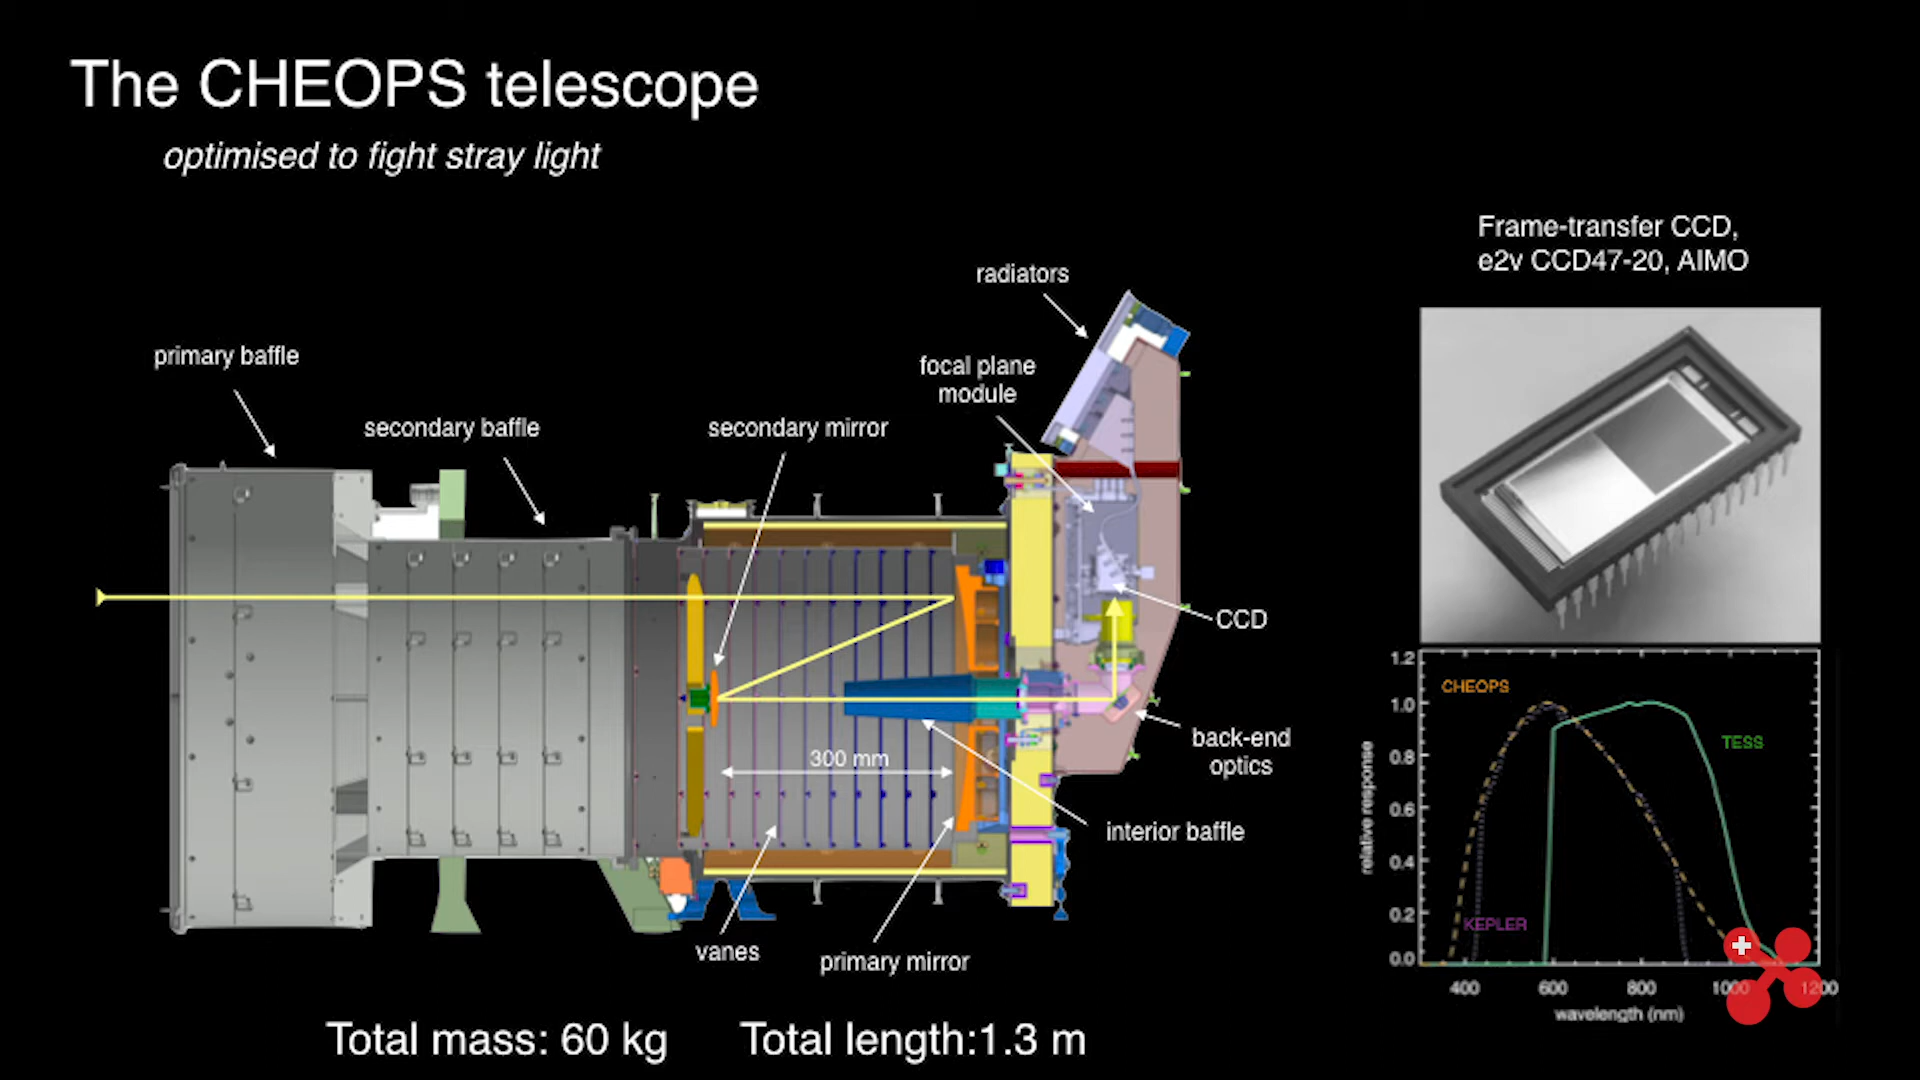 The CHEOPS telescope
optimised to fight stray light
Frame-transfer CCD,
e2v CCD47-20, AIMO
radiators
primary baffle
focal plane
module
secondary baffle
secondary mirror
CCD
back-end
optics
300 mm
interior baffle
vanes
primary mirror
Total mass: 60 kg
Total length:1.3 m
1.2
1.0
0.8
0.6
0.4
0.2
0.0
relative response
CHEOPS
TESS
KEPLER
400
600
800
1000
1200
wavelength (nm)